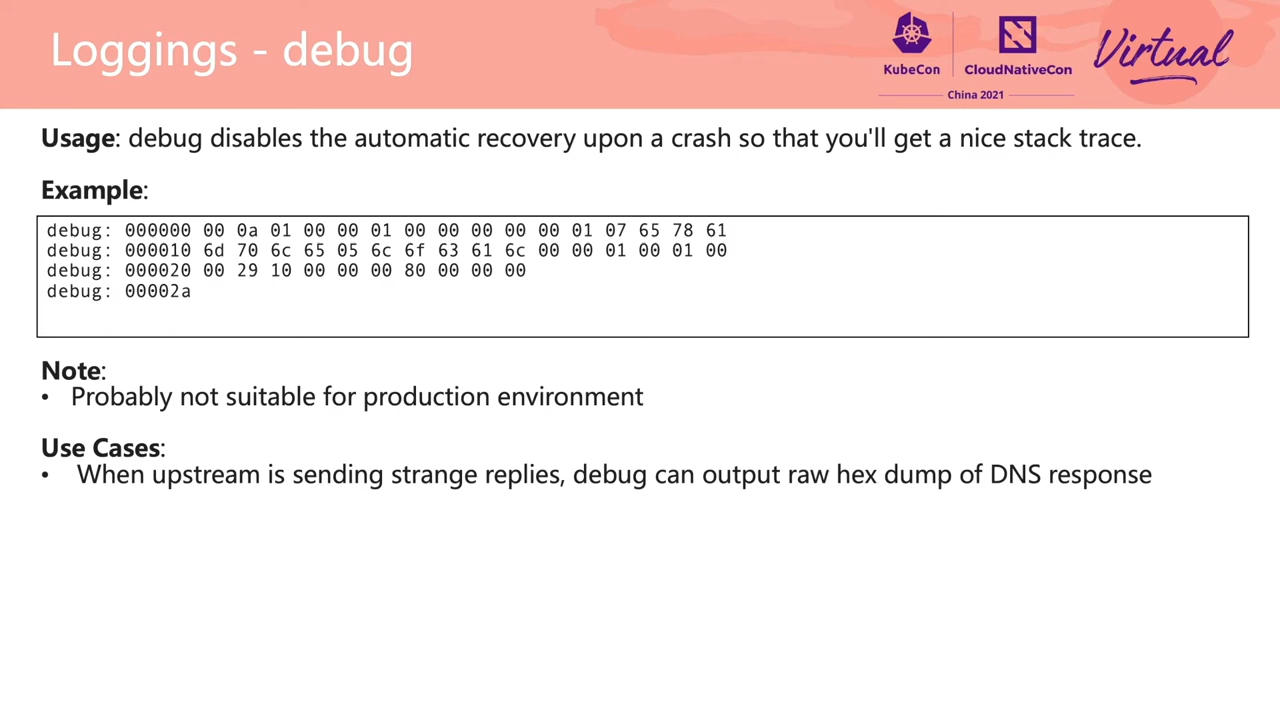 Loggings - debug
KubeCon
CloudNativeCon
China 2021
Virtual
Usage: debug disables the automatic recovery upon a crash so that you'll get a nice stack trace.
Example:
debug: 000000 00 0a 01 00 00 01 00 00 00 00 00 01 07 65 78 61
debug: 000010 6d 70 6c 65 05 6c 6f 63 61 6c 00 00 01 00 01 00
debug: 000020 00 29 10 00 00 00 80 00 00 00
debug: 00002a
Note:
• Probably not suitable for production environment
Use Cases:
• When upstream is sending strange replies, debug can output raw hex dump of DNS response